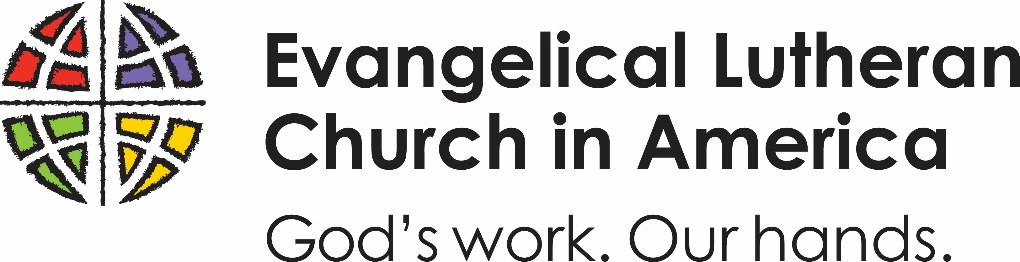 Evangelical Lutheran
Church in America
God’s work. Our hands.